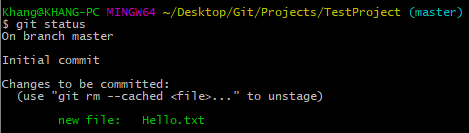 Khang@KHANG-PC MINGW64 ~/Desktop/Git/Projects/TestProject (master)
$ git status
On branch master
Initial commit
Changes to be committed:
(use "git rm --cached <file>..." to unstage)
new file: Hello.txt